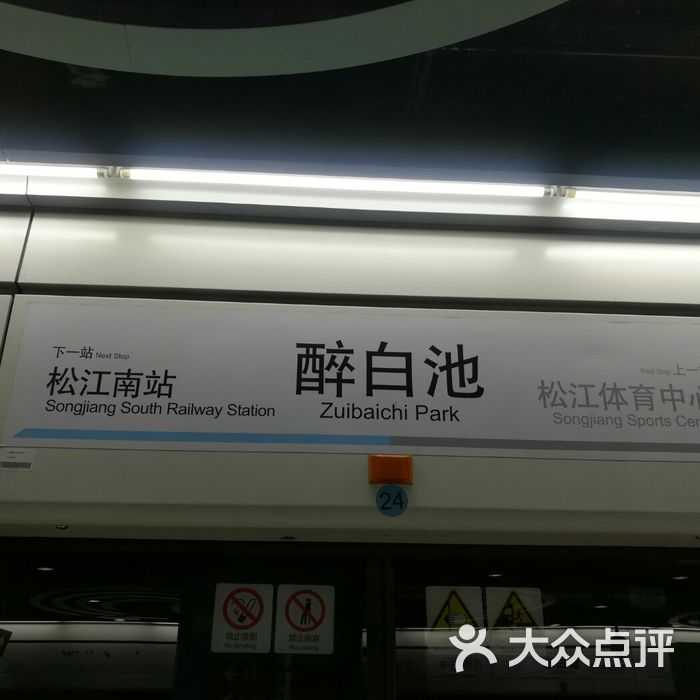 下一站 Next Stop
松江南站
Songjiang South Railway Station
醉白池
Zuibaichi Park
Post Stop 上一
松江体育中心
Songjiang Sports Cen
24
禁止吸烟
No Smoking
禁止倚靠
No Leaning
大众点评